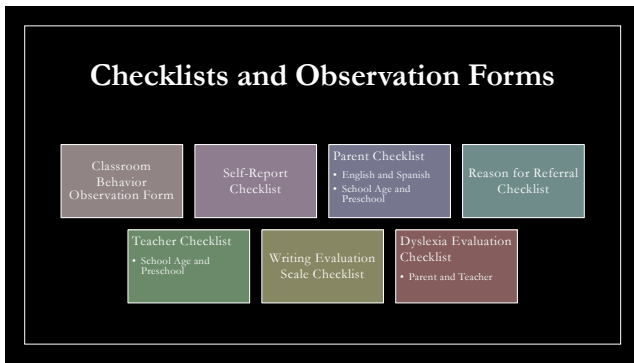 Checklists and Observation Forms
Classroom
Behavior
Observation Form
Self-Report
Checklist
Parent Checklist
• English and Spanish
• School Age and
Preschool
Reason for Referral
Checklist
Teacher Checklist
• School Age and
Preschool
Writing Evaluation
Scale Checklist
Dyslexia Evaluation
Checklist
• Parent and Teacher